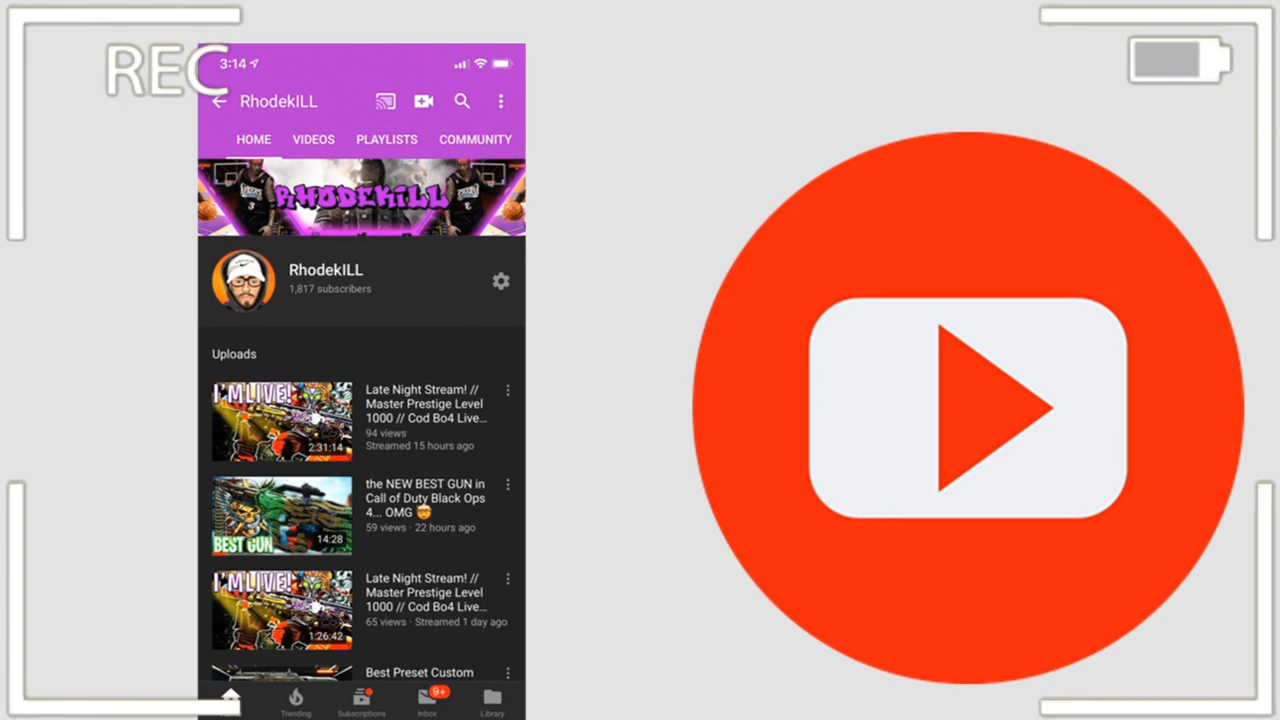 REC
3:14
RhodekILL
HOME VIDEOS PLAYLISTS COMMUNITY
RHODEKILL
RhodekILL
1,817 subscribers
Uploads
I'M LIVE!
2:31:14
Late Night Stream! //
Master Prestige Level
1000 // Cod Bo4 Live...
94 views
Streamed 15 hours ago
BEST GUN
14:28
the NEW BEST GUN in
Call of Duty Black Ops
4... OMG 🤯
59 views · 22 hours ago
I'M LIVE!
1:26:42
Late Night Stream! //
Master Prestige Level
1000 // Cod Bo4 Live...
65 views · Streamed 1 day ago
Best Preset Custom
9+
Trending Subscriptions Inbox Library